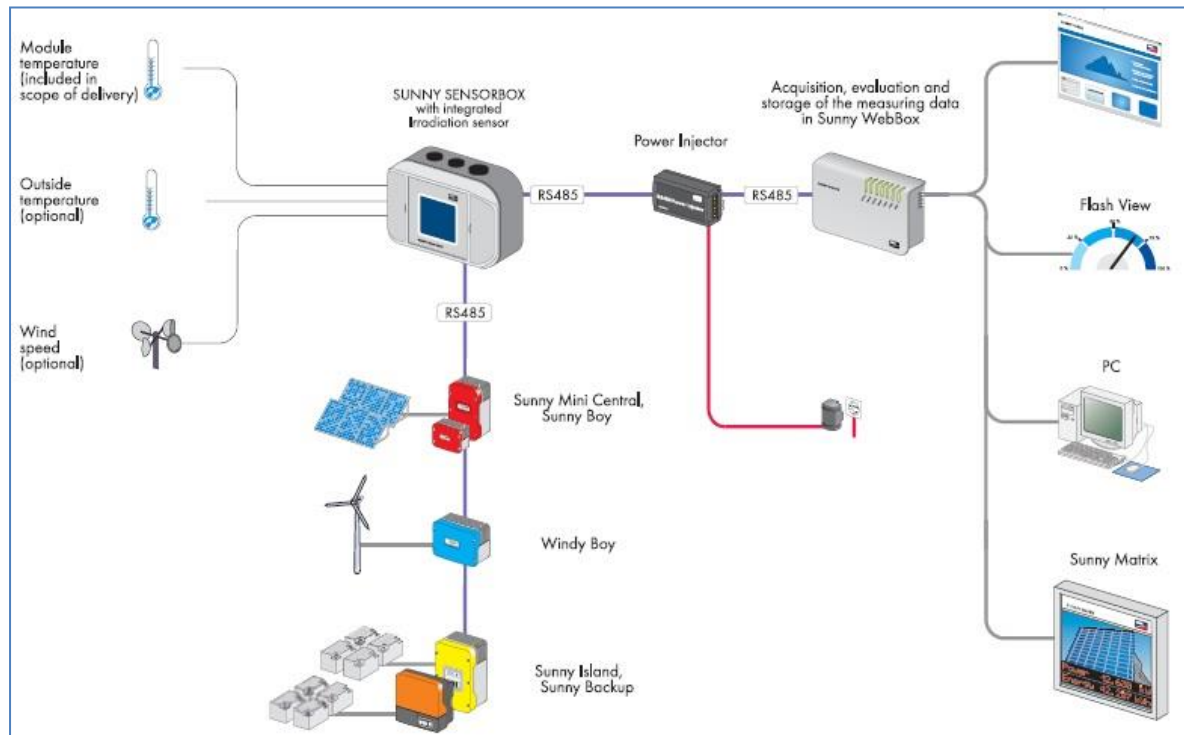 Module
temperature
(included in
scope of delivery)
Outside
temperature
(optional)
Wind
speed
(optional)
SUNNY SENSORBOX
with integrated
Irradiation sensor
RS485
Power Injector
RS485
Acquisition, evaluation and
storage of the measuring data
in Sunny WebBox
RS485
Sunny Mini Central,
Sunny Boy
Windy Boy
Sunny Island,
Sunny Backup
Flash View
PC
Sunny Matrix